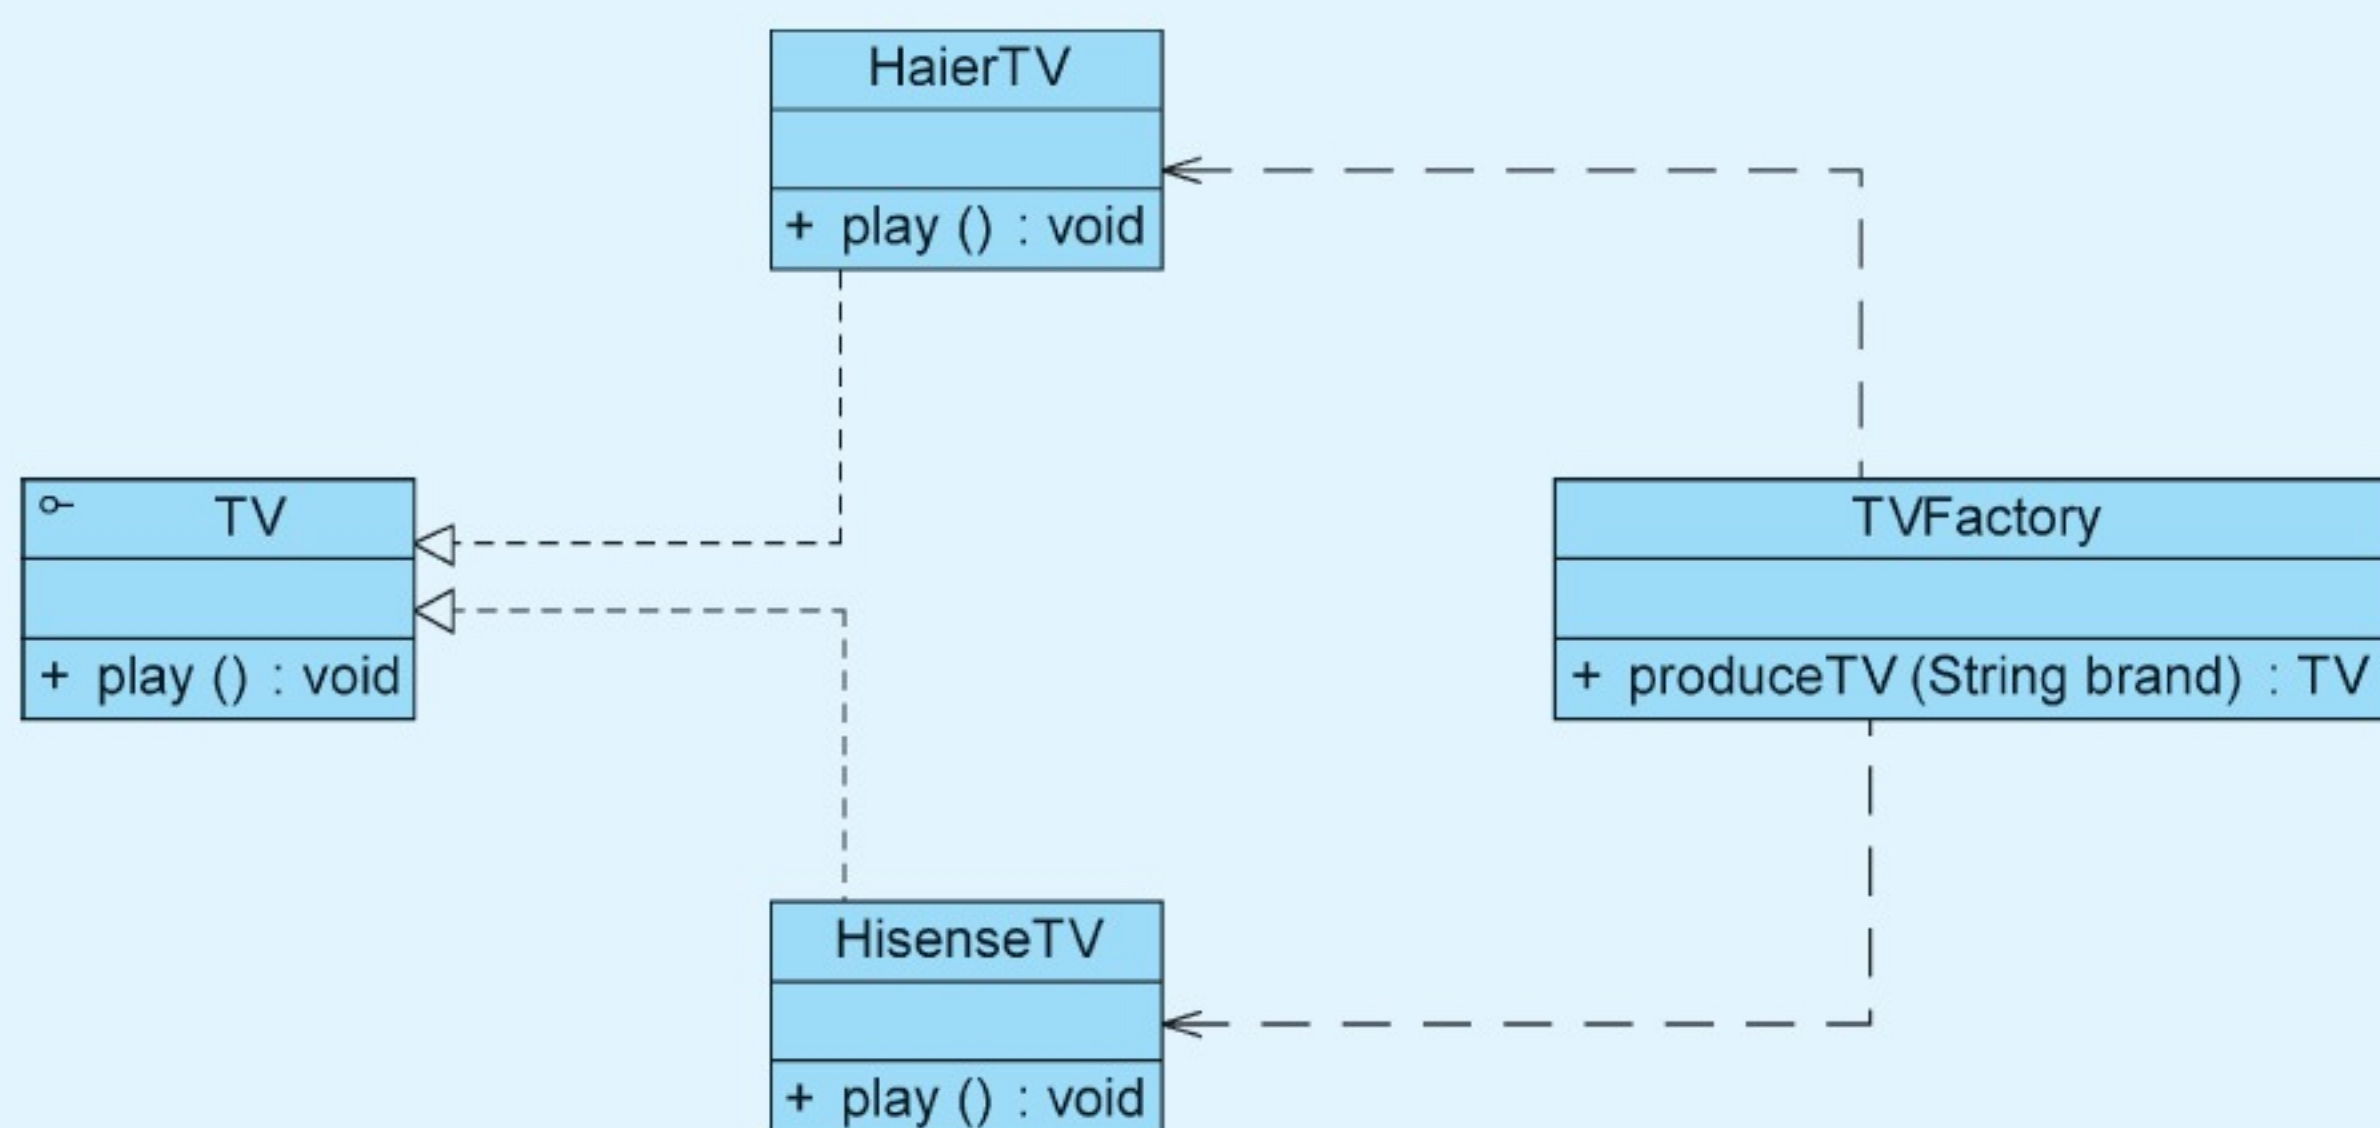 HaierTV
+ play () : void
TV
+ play () : void
TVFactory
+ produceTV (String brand) : TV
HisenseTV
+ play () : void